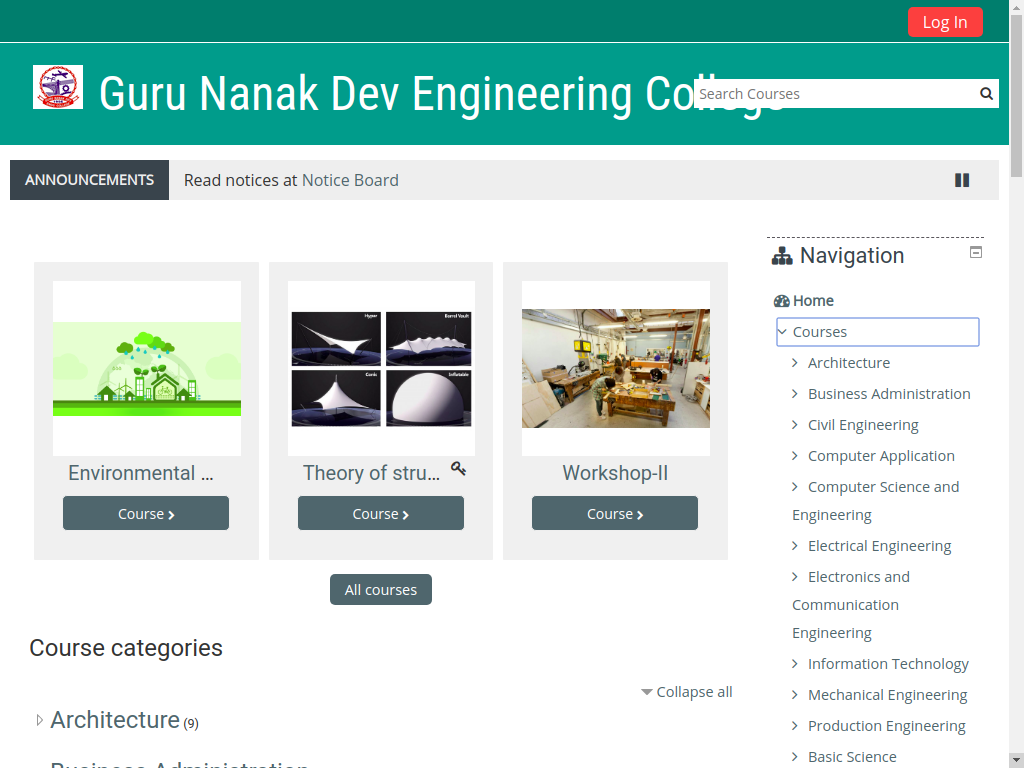 Log In
Guru Nanak Dev Engineering College
Search Courses
ANNOUNCEMENTS
Read notices at Notice Board
Environmental ...
Course
Hyper
Barrel Vault
Conic
Inflatable
Theory of stru...
Course
Workshop-II
Course
All courses
Course categories
Collapse all
Architecture (9)
Business Administration
Navigation
Home
Courses
Architecture
Business Administration
Civil Engineering
Computer Application
Computer Science and
Engineering
Electrical Engineering
Electronics and
Communication
Engineering
Information Technology
Mechanical Engineering
Production Engineering
Basic Science